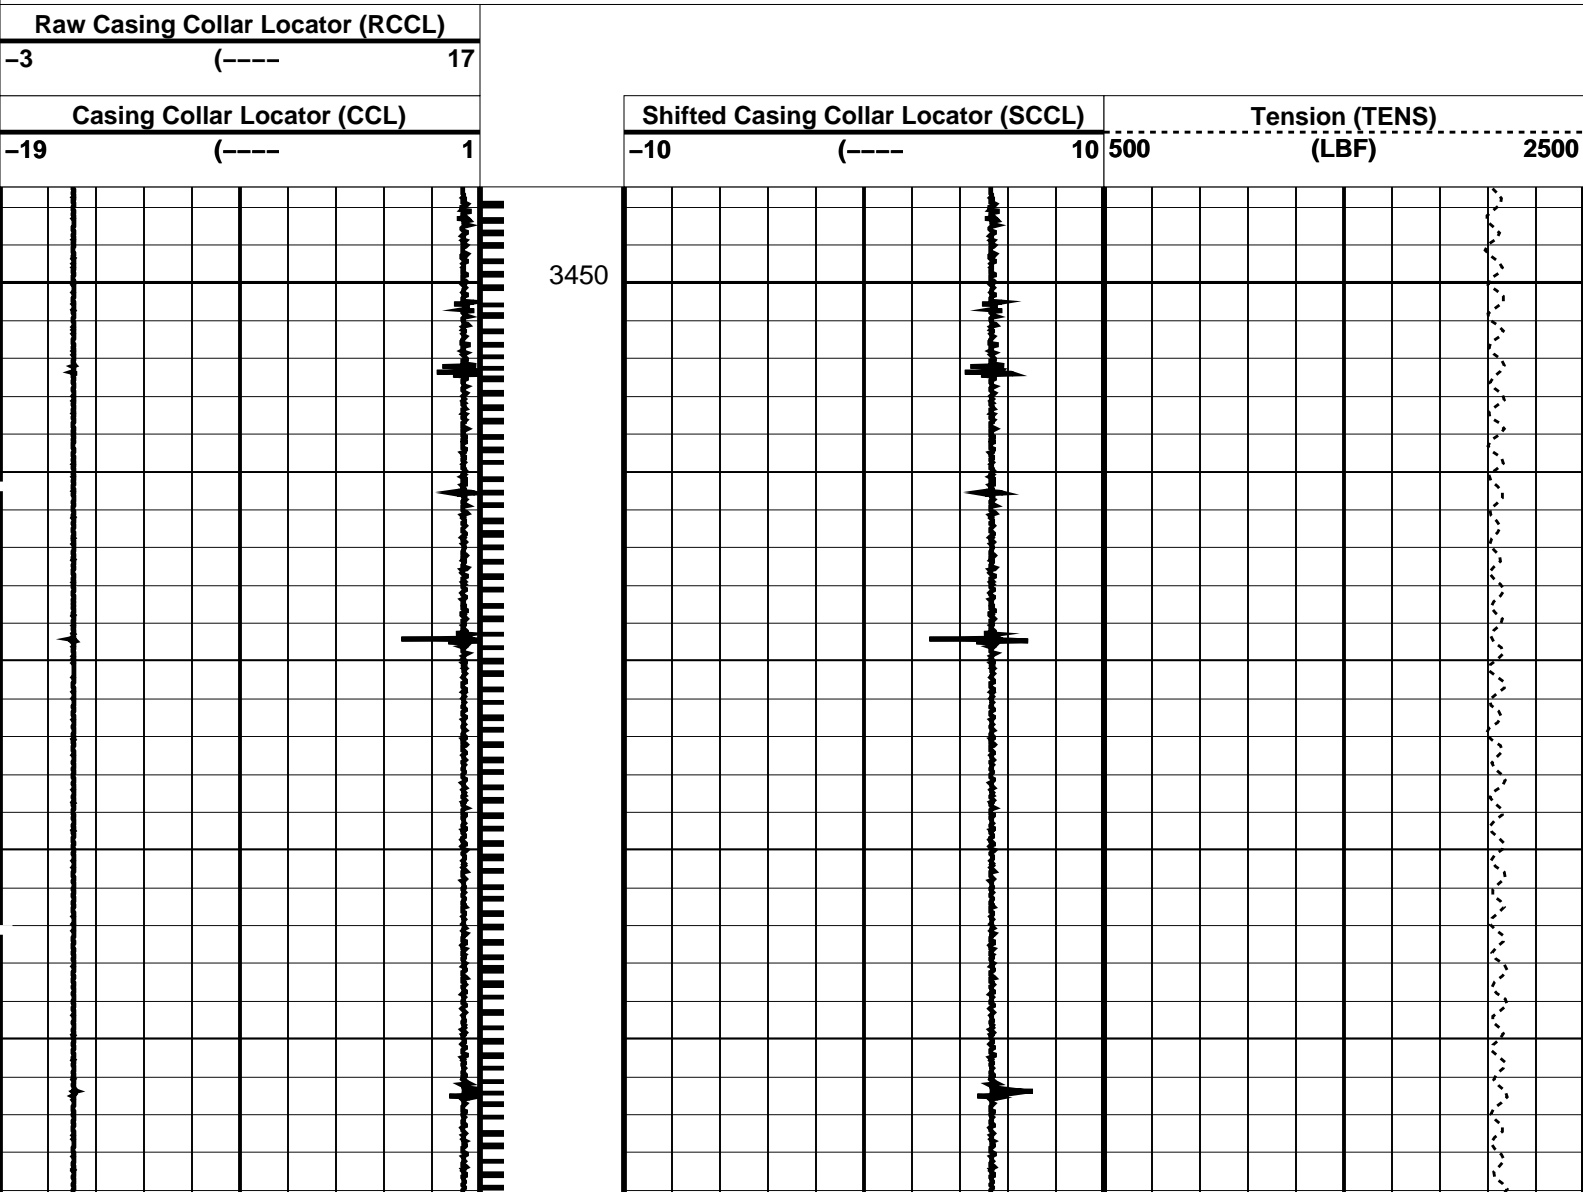 Raw Casing Collar Locator (RCCL)
−3 (−−−− 17
Casing Collar Locator (CCL)
−19 (−−−− 1
Shifted Casing Collar Locator (SCCL)
−10 (−−−− 10
Tension (TENS)
500 (LBF) 2500
3450